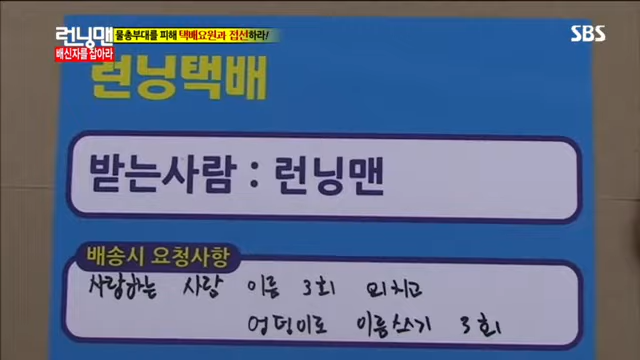 런닝맨 물총부대를 피해 택배요원과 접선하라! SBS
배신자를 잡아라
런닝택배
받는사람 : 런닝맨
배송시 요청사항
사랑하는 사람 이름 3회 외치고
엉덩이로 이름쓰기 3회